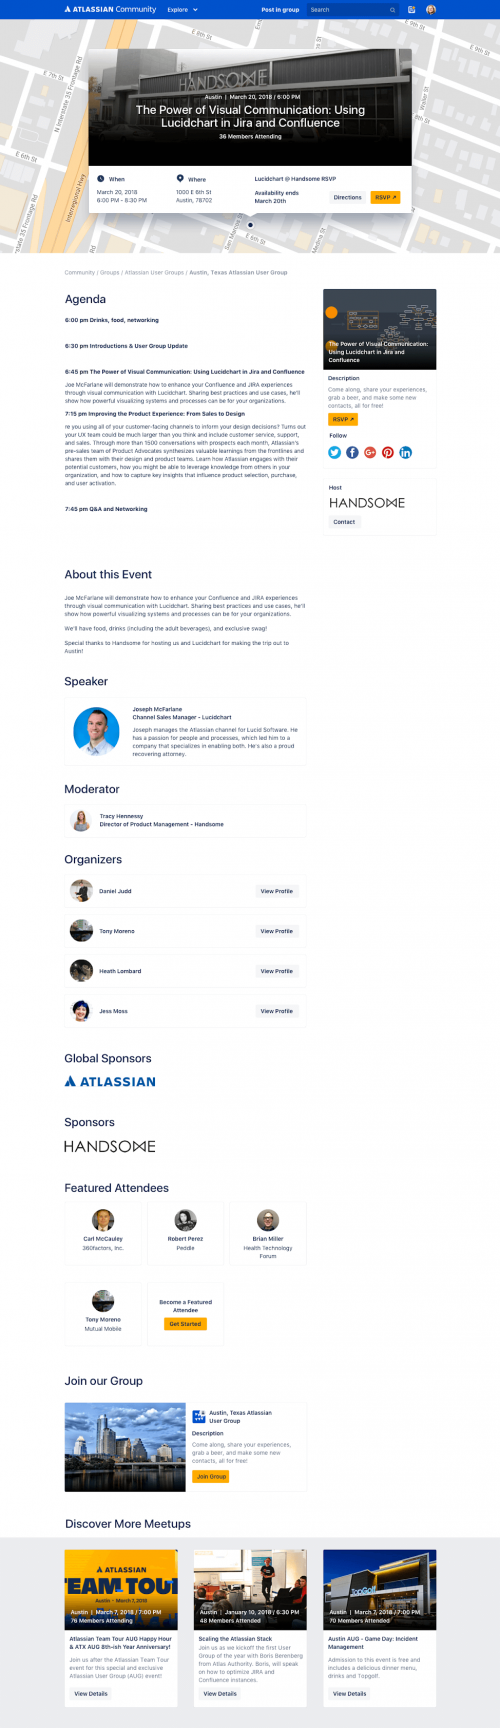 ATLASSIAN Community
Explore
Post in group
Search
E 9th St
E 8th St
N Interstate 35 Frontage Rd
E 6th St
Interregional Hwy
HANDSOME
Austin | March 20, 2018 / 6:00 PM
The Power of Visual Communication: Using
Lucidchart in Jira and Confluence
36 Members Attending
When
March 20, 2018
6:00 PM - 8:30 PM
Where
1000 E 6th St
Austin, 78702
Lucidchart @ Handsome RSVP
Availability ends
March 20th
Directions
RSVP ↗
Waller St
E 7th St
E 6th St
San Marcos St
Medina St
Community / Groups / Atlassian User Groups / Austin, Texas Atlassian User Group
Agenda
6:00 pm Drinks, food, networking
6:30 pm Introductions & User Group Update
6:45 pm The Power of Visual Communication: Using Lucidchart in Jira and Confluence
Joe McFarlane will demonstrate how to enhance your Confluence and JIRA experiences
through visual communication with Lucidchart. Sharing best practices and use cases, he'll
show how powerful visualizing systems and processes can be for your organizations.
7:15 pm Improving the Product Experience: From Sales to Design
re you using all of your customer-facing channels to inform your design decisions? Turns out
your UX team could be much larger than you think and include customer service, support,
and sales. Through more than 1500 conversations with prospects each month, Atlassian's
pre-sales team of Product Advocates synthesizes valuable learnings from the frontlines and
shares them with their design and product teams. Learn how Atlassian engages with their
potential customers, how you might be able to leverage knowledge from others in your
organization, and how to capture key insights that influence product selection, purchase,
and user activation.
7:45 pm Q&A and Networking
The Power of Visual Communication:
Using Lucidchart in Jira and
Confluence
Description
Come along, share your experiences,
grab a beer, and make some new
contacts, all for free!
RSVP ↗
Follow
Host
HANDSOME
Contact
About this Event
Joe McFarlane will demonstrate how to enhance your Confluence and JIRA experiences
through visual communication with Lucidchart. Sharing best practices and use cases, he'll
show how powerful visualizing systems and processes can be for your organizations.
We'll have food, drinks (including the adult beverages), and exclusive swag!
Special thanks to Handsome for hosting us and Lucidchart for making the trip out to
Austin!
Speaker
Joseph McFarlane
Channel Sales Manager - Lucidchart
Joseph manages the Atlassian channel for Lucid Software. He
has a passion for people and processes, which led him to a
company that specializes in enabling both. He's also a proud
recovering attorney.
Moderator
Tracy Hennessy
Director of Product Management - Handsome
Organizers
Daniel Judd
View Profile
Tony Moreno
View Profile
Heath Lombard
View Profile
Jess Moss
View Profile
Global Sponsors
ATLASSIAN
Sponsors
HANDSOME
Featured Attendees
Carl McCauley
360factors, Inc.
Robert Perez
Peddle
Brian Miller
Health Technology
Forum
Tony Moreno
Mutual Mobile
Become a Featured
Attendee
Get Started
Join our Group
Austin, Texas Atlassian
User Group
Description
Come along, share your experiences,
grab a beer, and make some new
contacts, all for free!
Join Group
Discover More Meetups
ATLASSIAN
TEAM TOUR
Austin – March 7, 2018
Austin | March 7, 2018 / 7:00 PM
76 Members Attending
Atlassian Team Tour AUG Happy Hour
& ATX AUG 8th-ish Year Anniversary!
Join us after the Atlassian Team Tour
event for this special and exclusive
Atlassian User Group (AUG) event!
View Details
Austin | January 10, 2018 / 6:30 PM
48 Members Attended
Scaling the Atlassian Stack
Join us as we kickoff the first User
Group of the year with Boris Berenberg
from Atlas Authority. Boris, will speak
on how to optimize JIRA and
Confluence instances.
View Details
TopGolf
Austin | March 7, 2018 / 7:00PM
70 Members Attended
Austin AUG - Game Day: Incident
Management
Admission to this event is free and
includes a delicious dinner menu,
drinks and Topgolf.
View Details